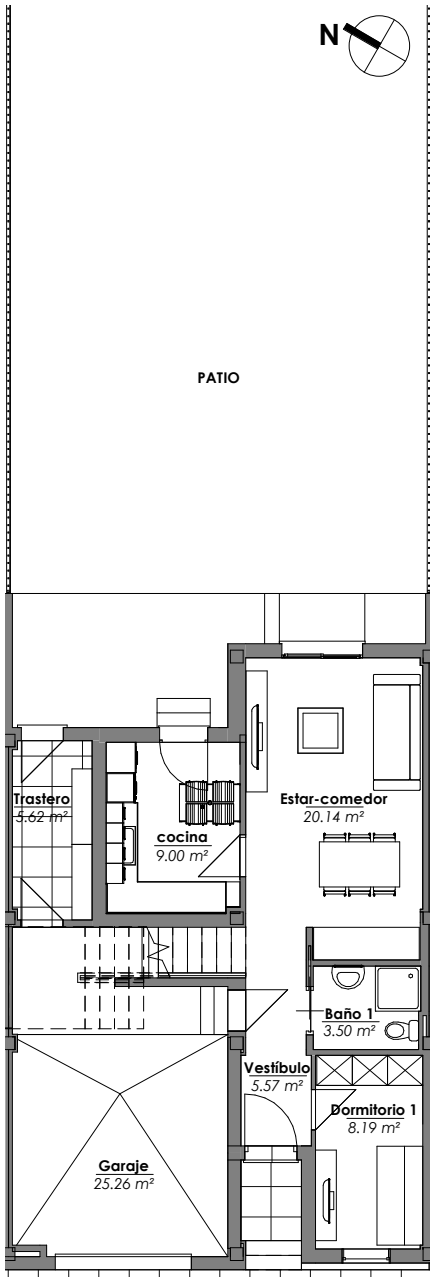 N
PATIO
Trastero
5.62 m²
cocina
9.00 m²
Estar-comedor
20.14 m²
Baño 1
3.50 m²
Vestíbulo
5.57 m²
Dormitorio 1
8.19 m²
Garaje
25.26 m²